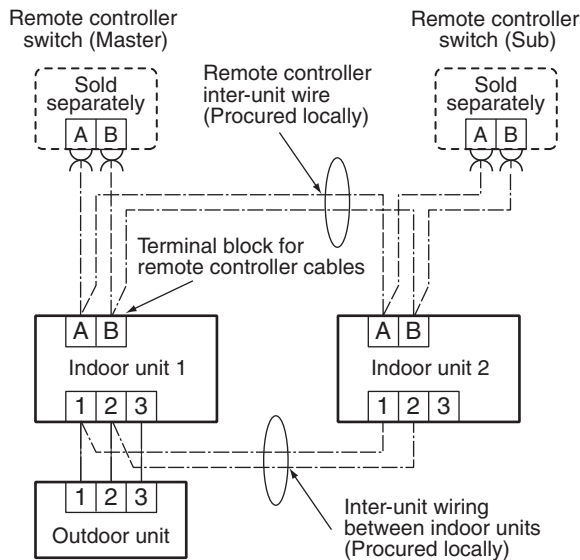 Remote controller
switch (Master)
Remote controller
switch (Sub)
Sold
separately
A B
Remote controller
inter-unit wire
(Procured locally)
Sold
separately
A B
Terminal block for
remote controller cables
A B
Indoor unit 1
1 2 3
A B
Indoor unit 2
1 2 3
1 2 3
Outdoor unit
Inter-unit wiring
between indoor units
(Procured locally)